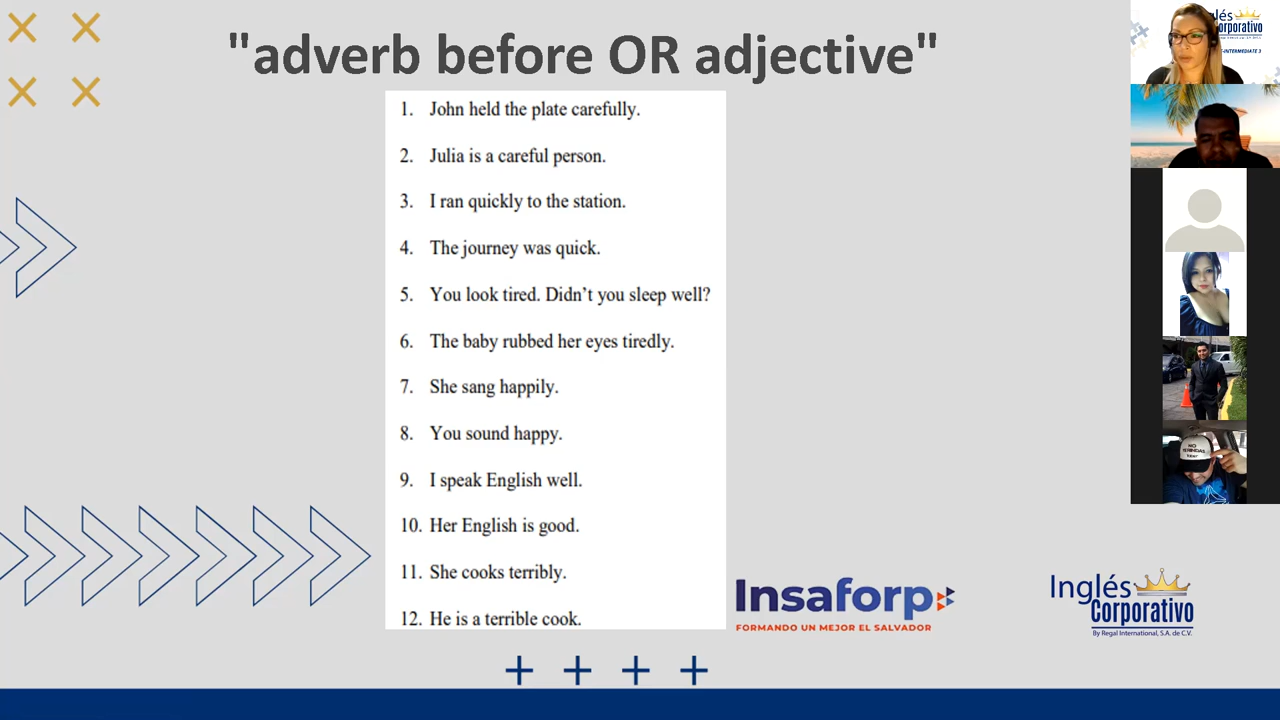 "adverb before OR adjective"
1. John held the plate carefully.
2. Julia is a careful person.
3. I ran quickly to the station.
4. The journey was quick.
5. You look tired. Didn't you sleep well?
6. The baby rubbed her eyes tiredly.
7. She sang happily.
8. You sound happy.
9. I speak English well.
10. Her English is good.
11. She cooks terribly.
12. He is a terrible cook.
Insaforp
FORMANDO UN MEJOR EL SALVADOR
Inglés
Corporativo
By Regal International, S.A. de C.V.